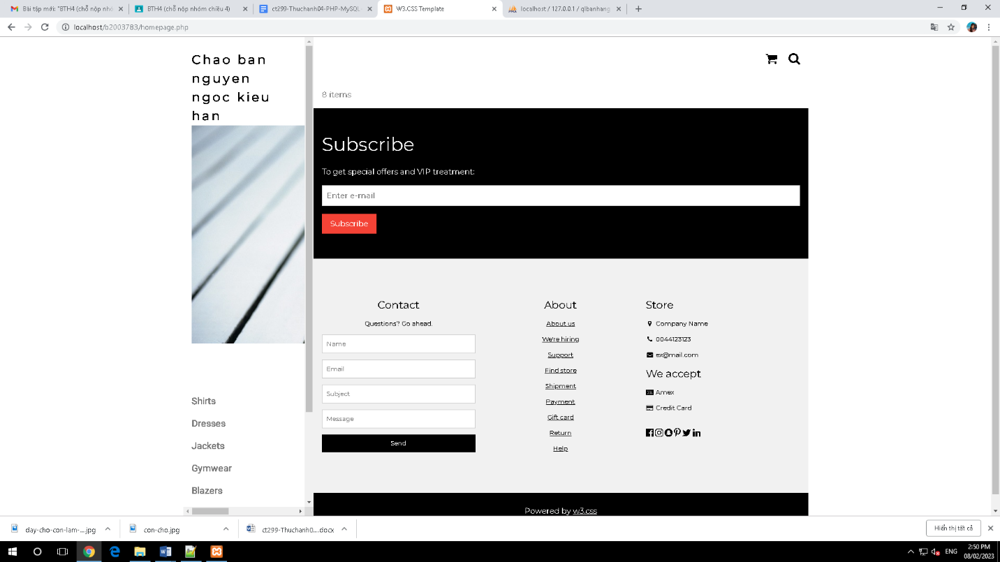 Bài tập mới: "BTH4 (chỗ nộp nhó
BTH4 (chỗ nộp nhóm chiều 4)
ct299-Thuchanh04-PHP-MySQL
W3.CSS Template
localhost / 127.0.0.1 / qlbanhang
localhost/b2003783/homepage.php
Chao ban
nguyen
ngoc kieu
han
Shirts
Dresses
Jackets
Gymwear
Blazers
8 items
Subscribe
To get special offers and VIP treatment:
Enter e-mail
Subscribe
Contact
Questions? Go ahead.
Name
Email
Subject
Message
Send
About
About us
We're hiring
Support
Find store
Shipment
Payment
Gift card
Return
Help
Store
Company Name
0044123123
ex@mail.com
We accept
Amex
Credit Card
Powered by w3.css
day-cho-con-lam-....jpg
con-cho.jpg
ct299-Thuchanh0....docx
Hiển thị tất cả
ENG
2:50 PM
08/02/2023